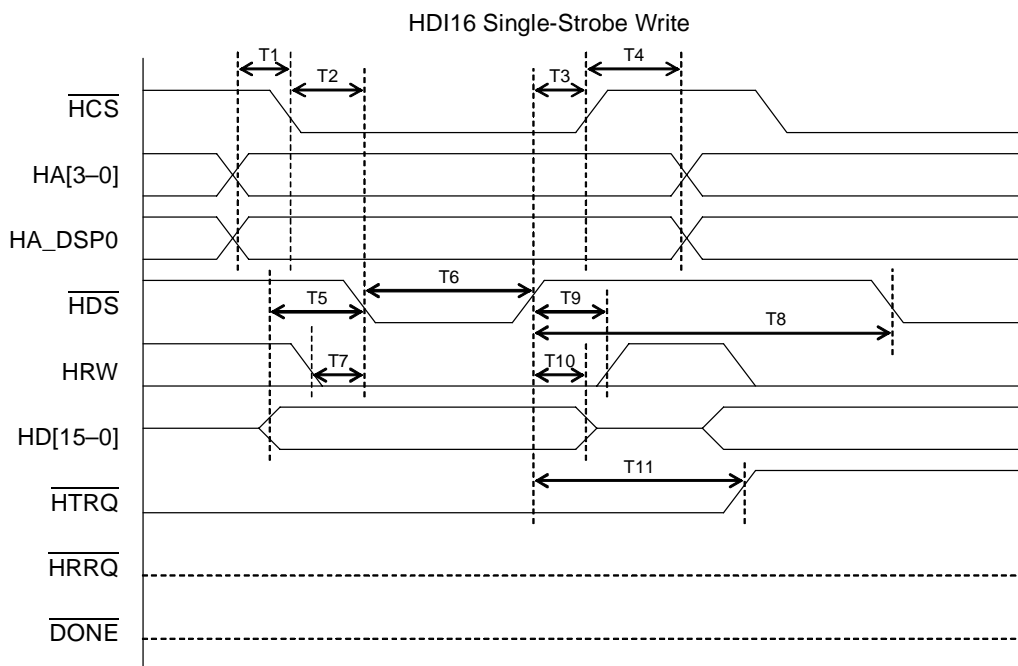 HDI16 Single-Strobe Write
T1
T2
T3
T4
HCS
HA[3–0]
HA_DSP0
T6
HDS
T5
T9
T8
HRW
T7
T10
HD[15–0]
T11
HTRQ
HRRQ
DONE